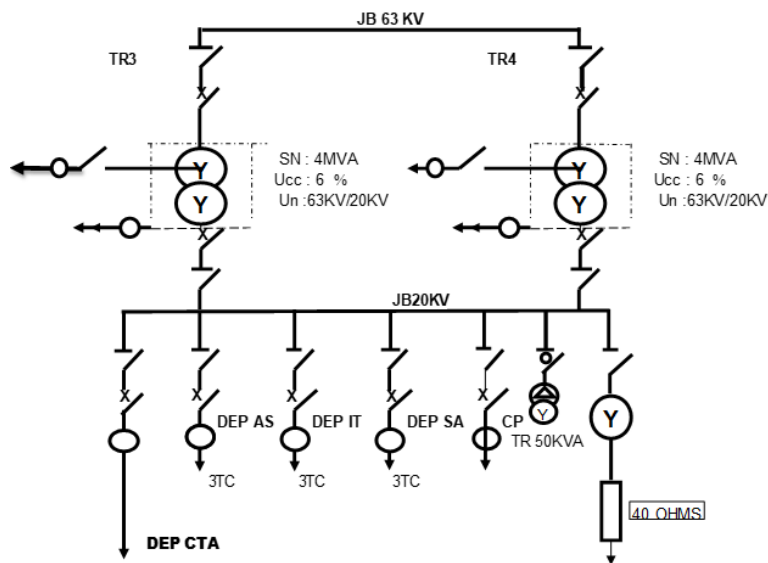 JB 63 KV
TR3
TR4
Y
Y
SN : 4MVA
Ucc : 6 %
Un :63KV/20KV
Y
Y
SN : 4MVA
Ucc : 6 %
Un :63KV/20KV
X
X
X
X
JB20KV
X
X
X
X
X
DEP AS
DEP IT
DEP SA
CP
Y
Y
TR 50KVA
3TC
3TC
3TC
40 OHMS
DEP CTA